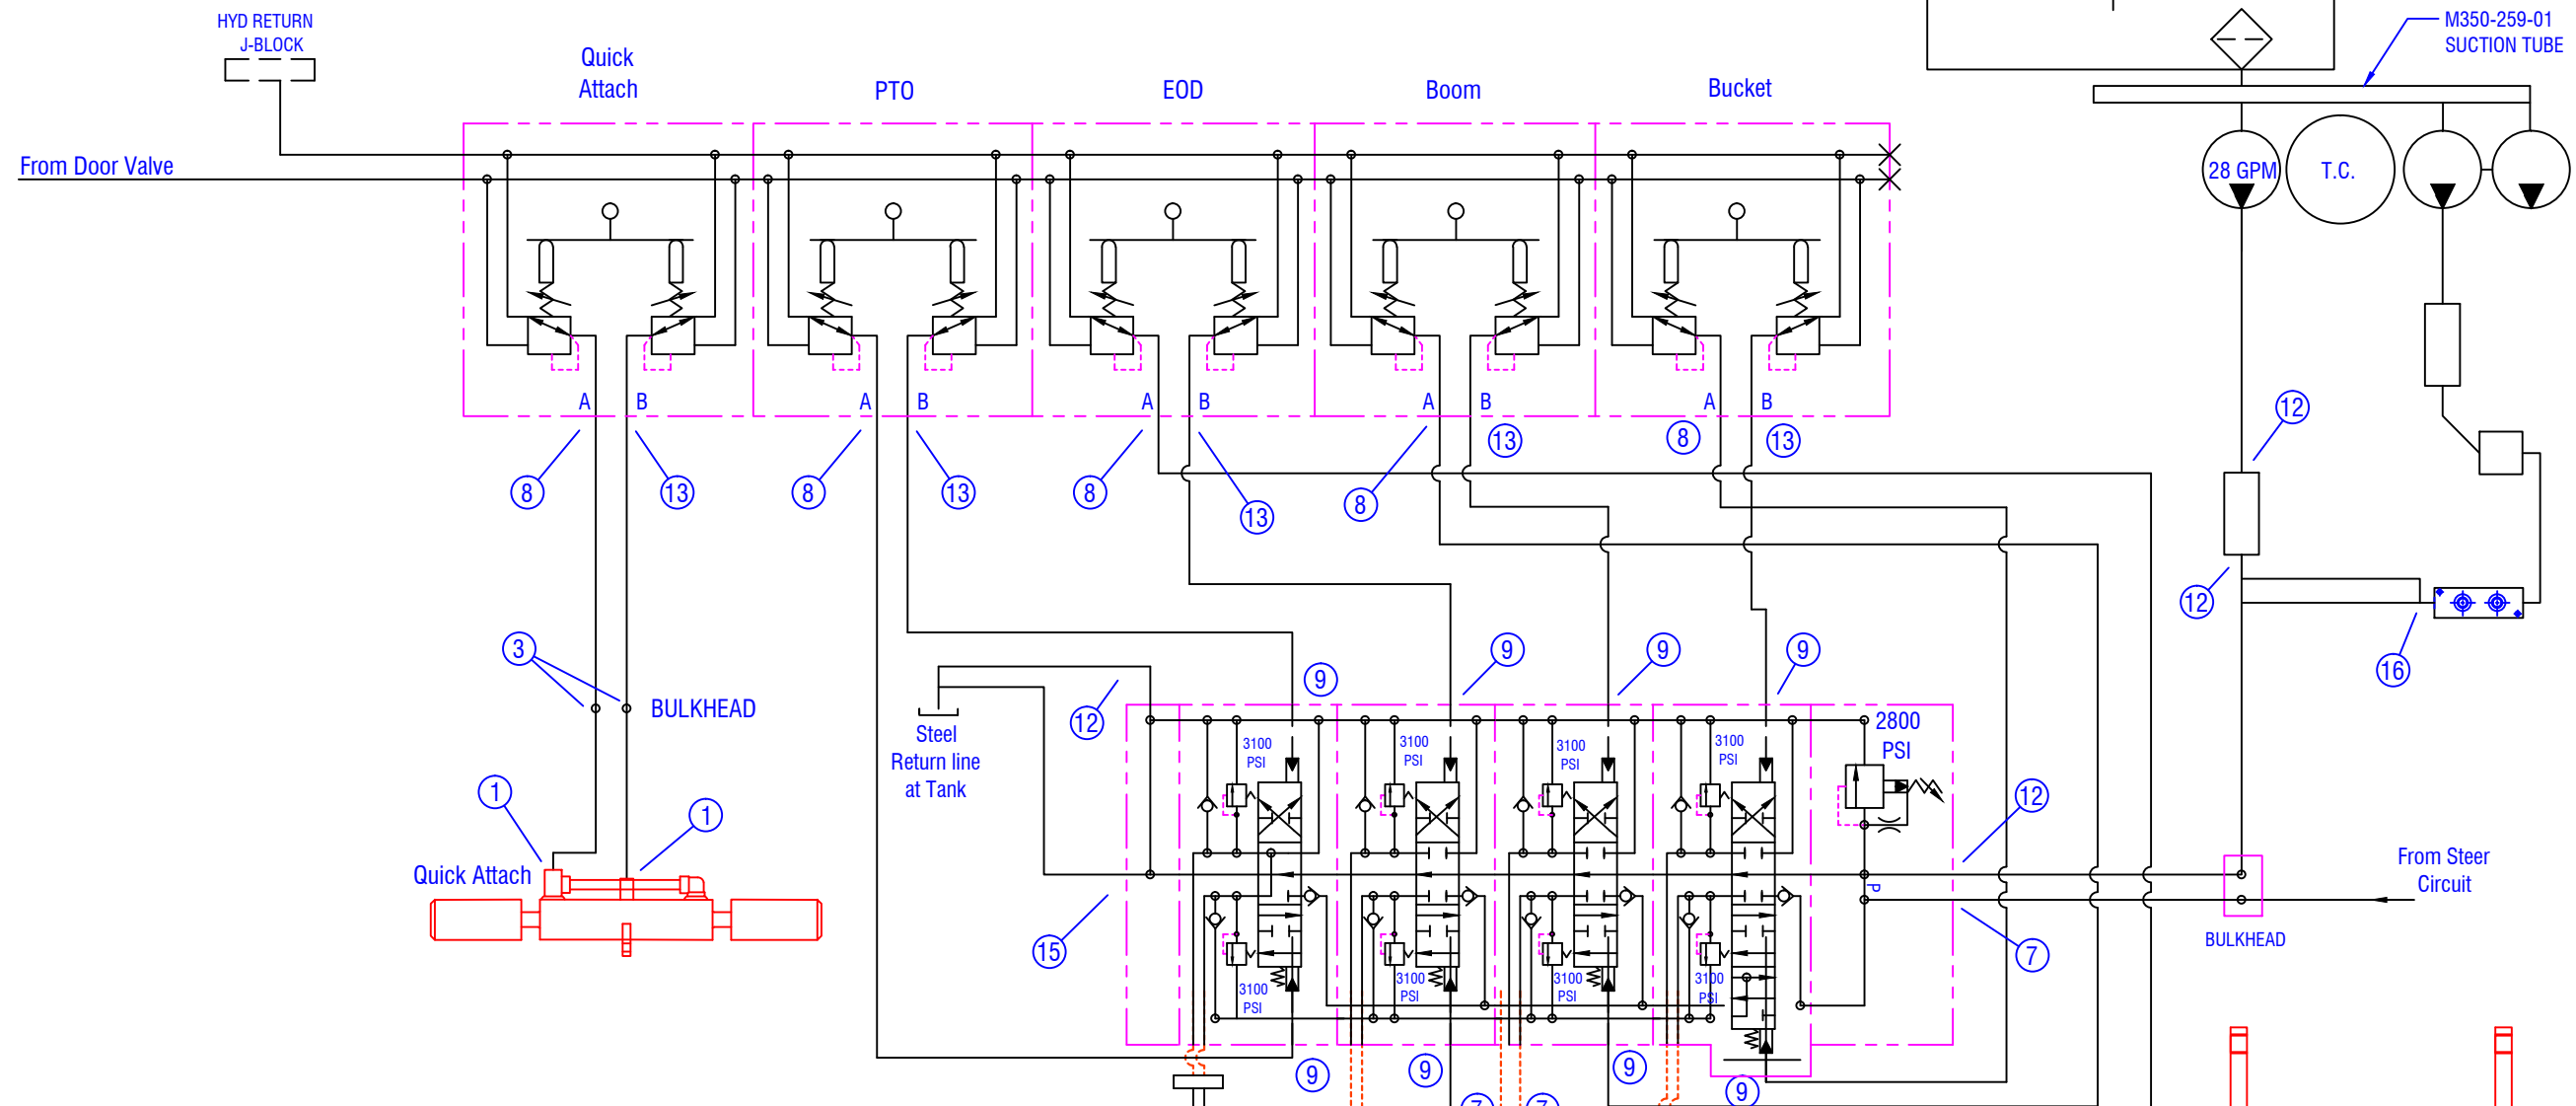 HYD RETURN
J-BLOCK
Quick
Attach
PTO
EOD
Boom
Bucket
M350-259-01
SUCTION TUBE
From Door Valve
28 GPM
T.C.
A
B
A
B
A
B
A
B
A
B
8
13
8
13
8
13
8
13
8
13
12
12
16
3
BULKHEAD
9
9
9
9
12
Steel
Return line
at Tank
2800
PSI
3100
PSI
3100
PSI
3100
PSI
3100
PSI
1
1
12
Quick Attach
P
From Steer
Circuit
15
BULKHEAD
7
3100
PSI
3100
PSI
3100
PSI
3100
PSI
9
9
9
9
7
7